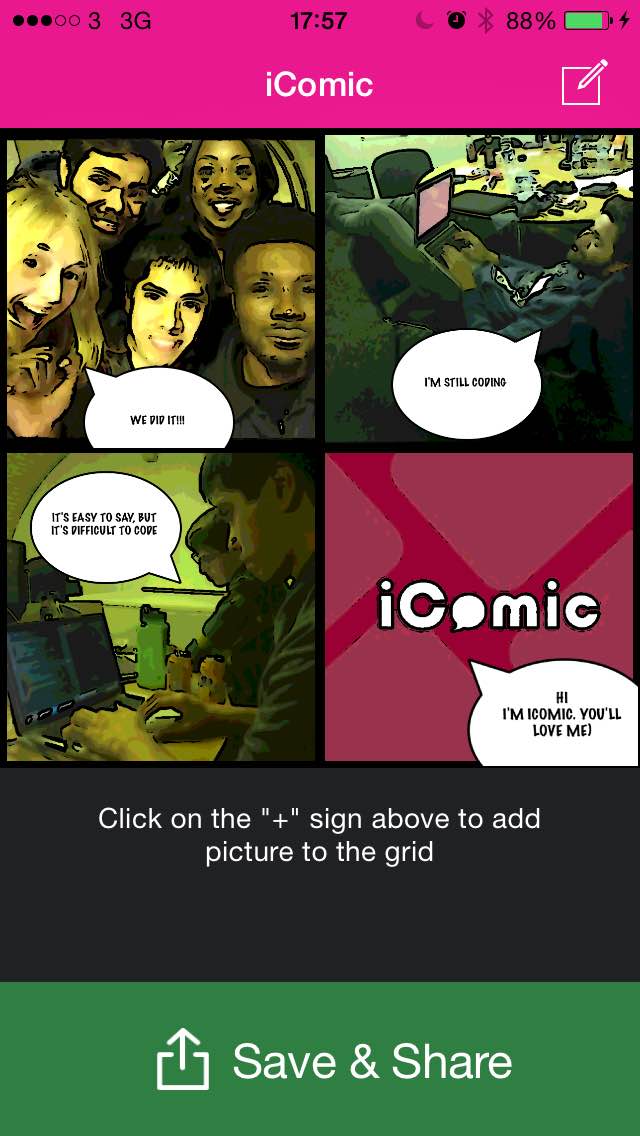 3 3G 17:57 88%
iComic
WE DID IT!!!
I'M STILL CODING
IT'S EASY TO SAY, BUT
IT'S DIFFICULT TO CODE
iComic
HI
I'M ICOMIC. YOU'LL
LOVE ME)
Click on the "+" sign above to add
picture to the grid
Save & Share